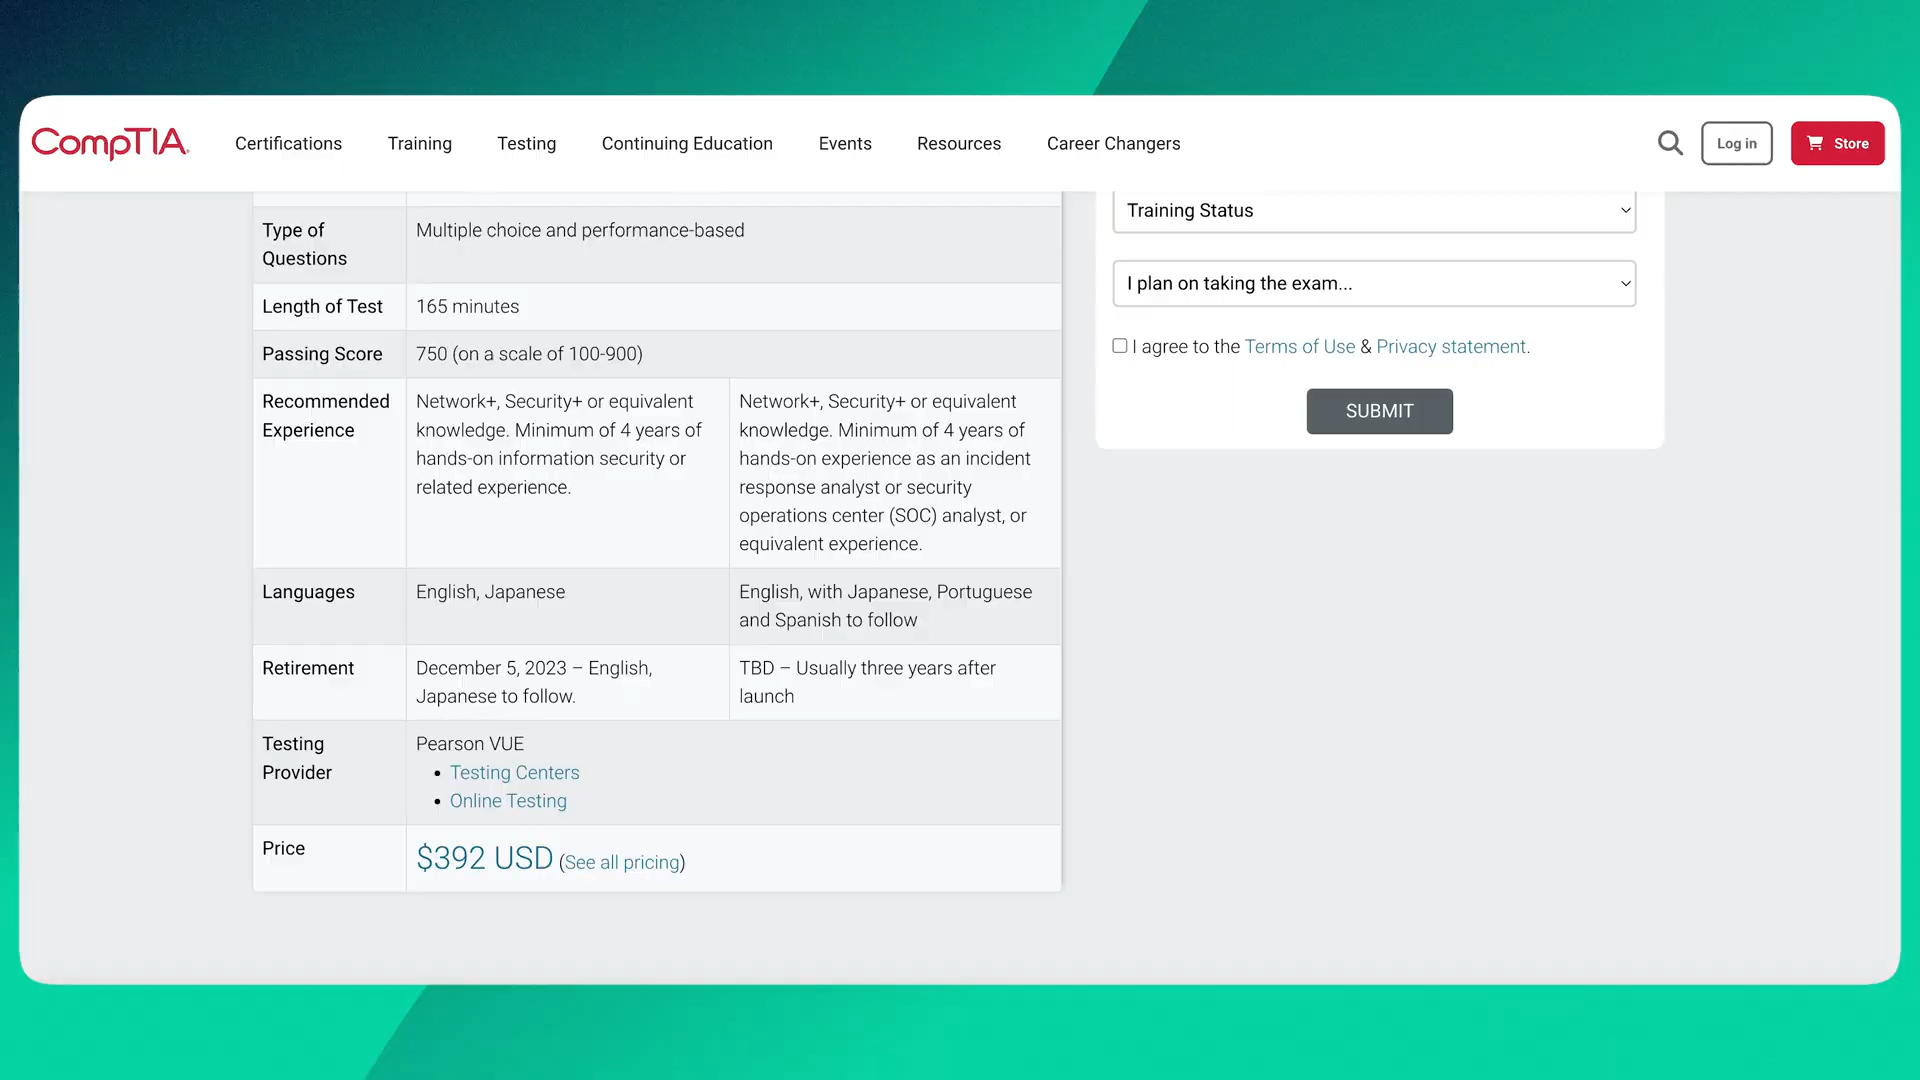 CompTIA.
Certifications
Training
Testing
Continuing Education
Events
Resources
Career Changers
Log in
Store
Type of
Questions
Multiple choice and performance-based
Length of Test
165 minutes
Passing Score
750 (on a scale of 100-900)
Recommended
Experience
Network+, Security+ or equivalent
knowledge. Minimum of 4 years of
hands-on information security or
related experience.
Network+, Security+ or equivalent
knowledge. Minimum of 4 years of
hands-on experience as an incident
response analyst or security
operations center (SOC) analyst, or
equivalent experience.
Languages
English, Japanese
English, with Japanese, Portuguese
and Spanish to follow
Retirement
December 5, 2023 – English,
Japanese to follow.
TBD – Usually three years after
launch
Testing
Provider
Pearson VUE
• Testing Centers
• Online Testing
Price
$392 USD (See all pricing)
Training Status
I plan on taking the exam...
I agree to the Terms of Use & Privacy statement.
SUBMIT